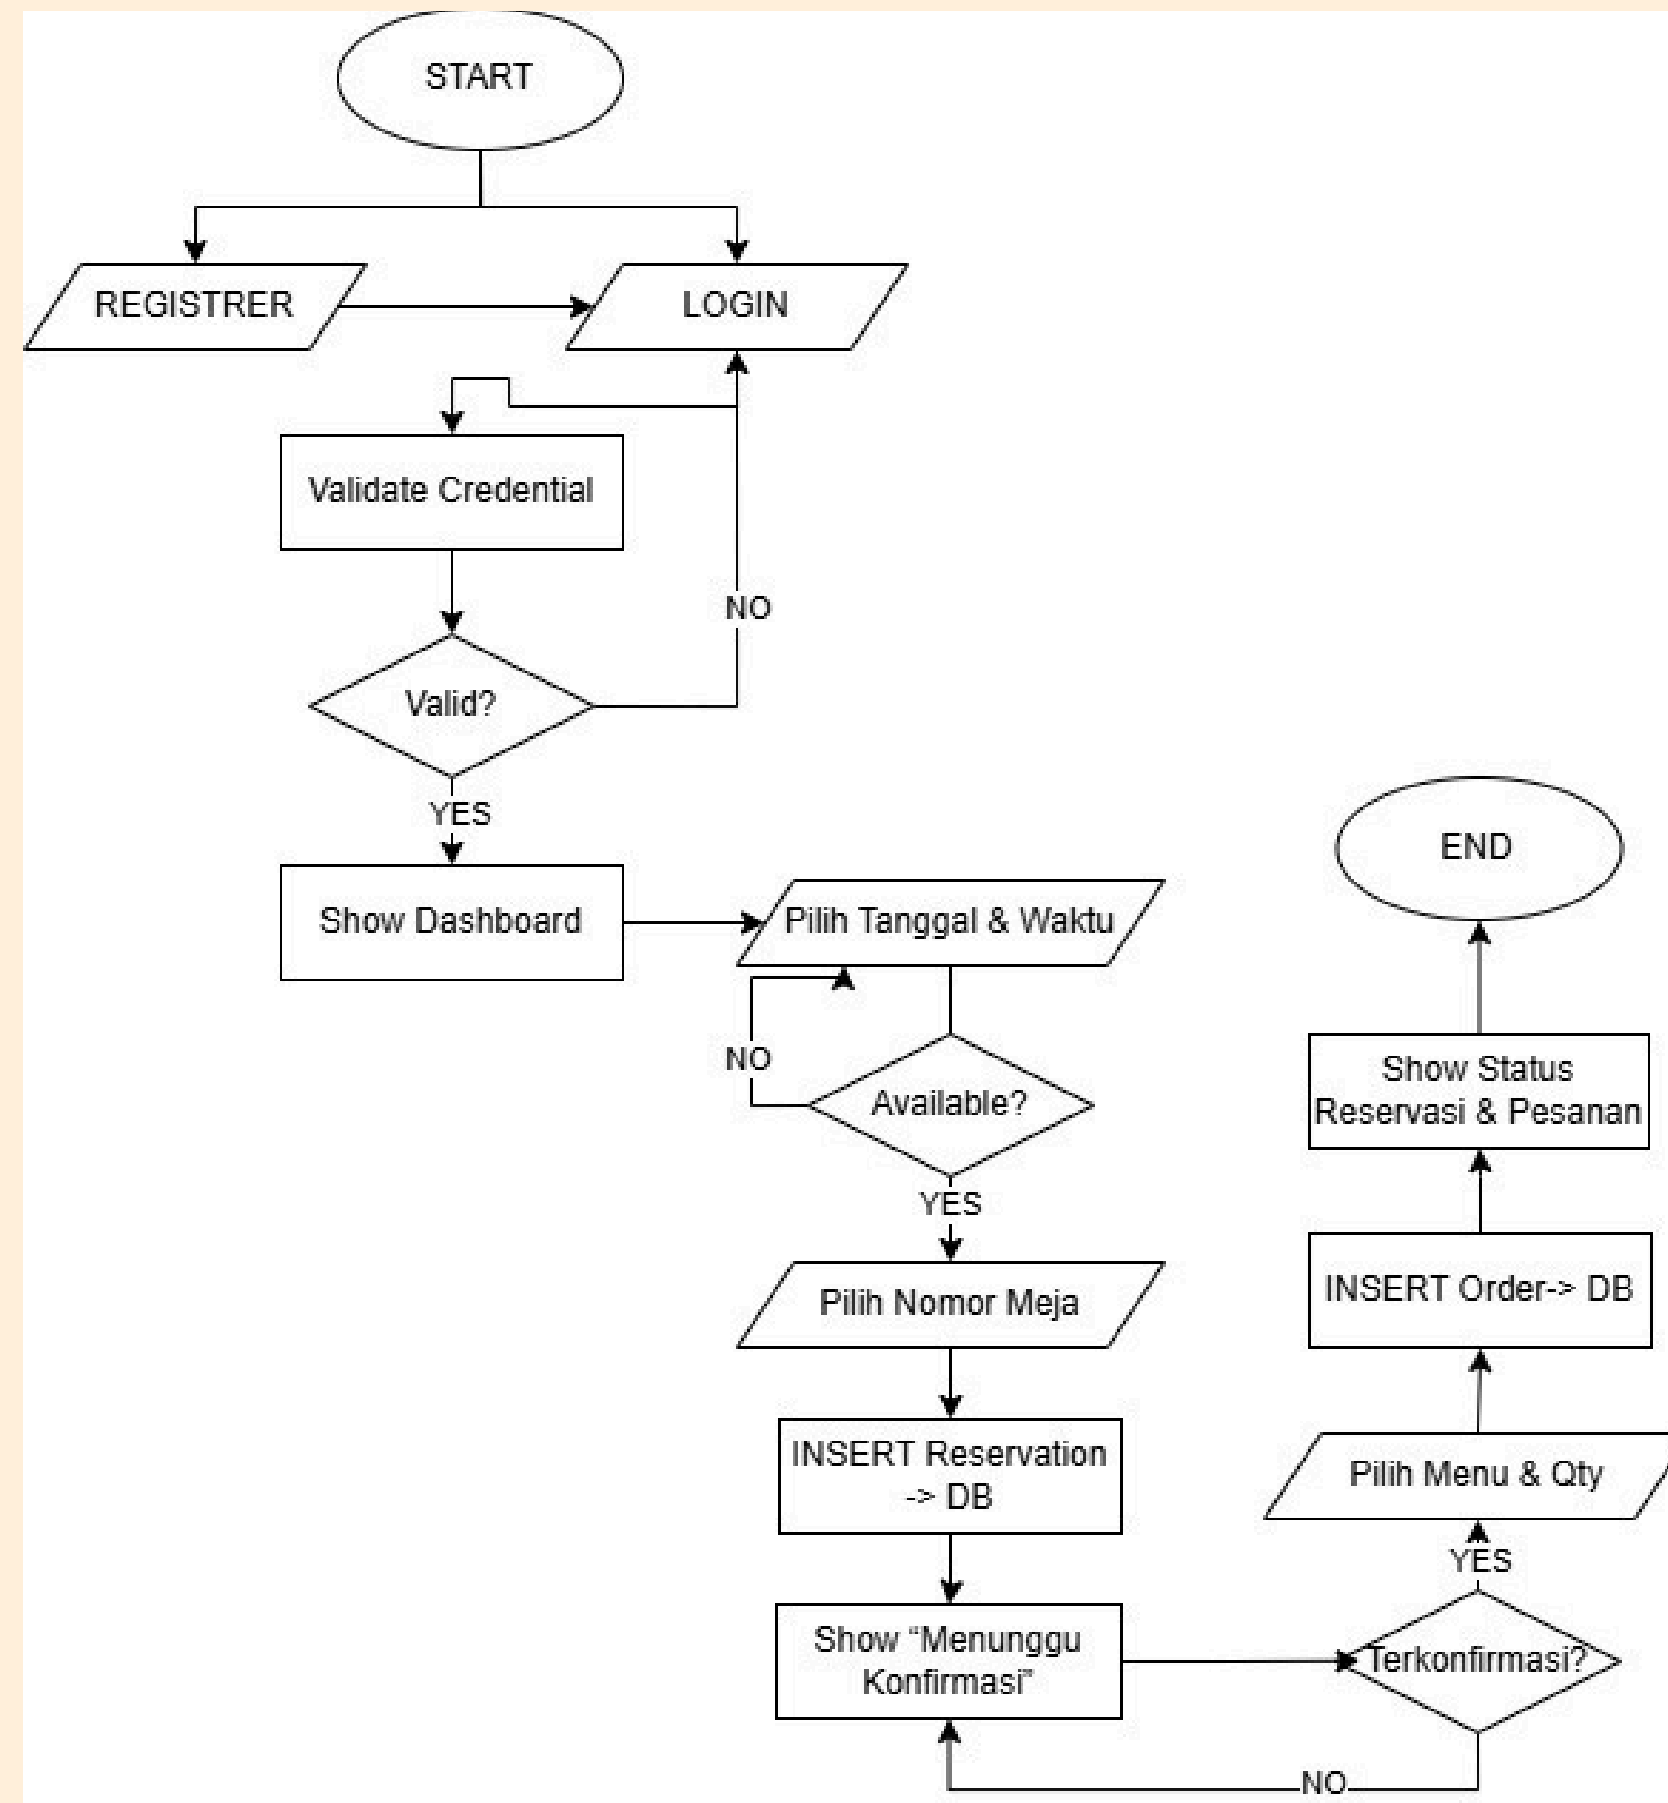 START
REGISTRER
LOGIN
Validate Credential
NO
Valid?
YES
Show Dashboard
Pilih Tanggal & Waktu
NO
Available?
YES
Pilih Nomor Meja
INSERT Reservation
-> DB
Show “Menunggu
Konfirmasi”
Terkonfirmasi?
NO
YES
Pilih Menu & Qty
INSERT Order-> DB
Show Status
Reservasi & Pesanan
END